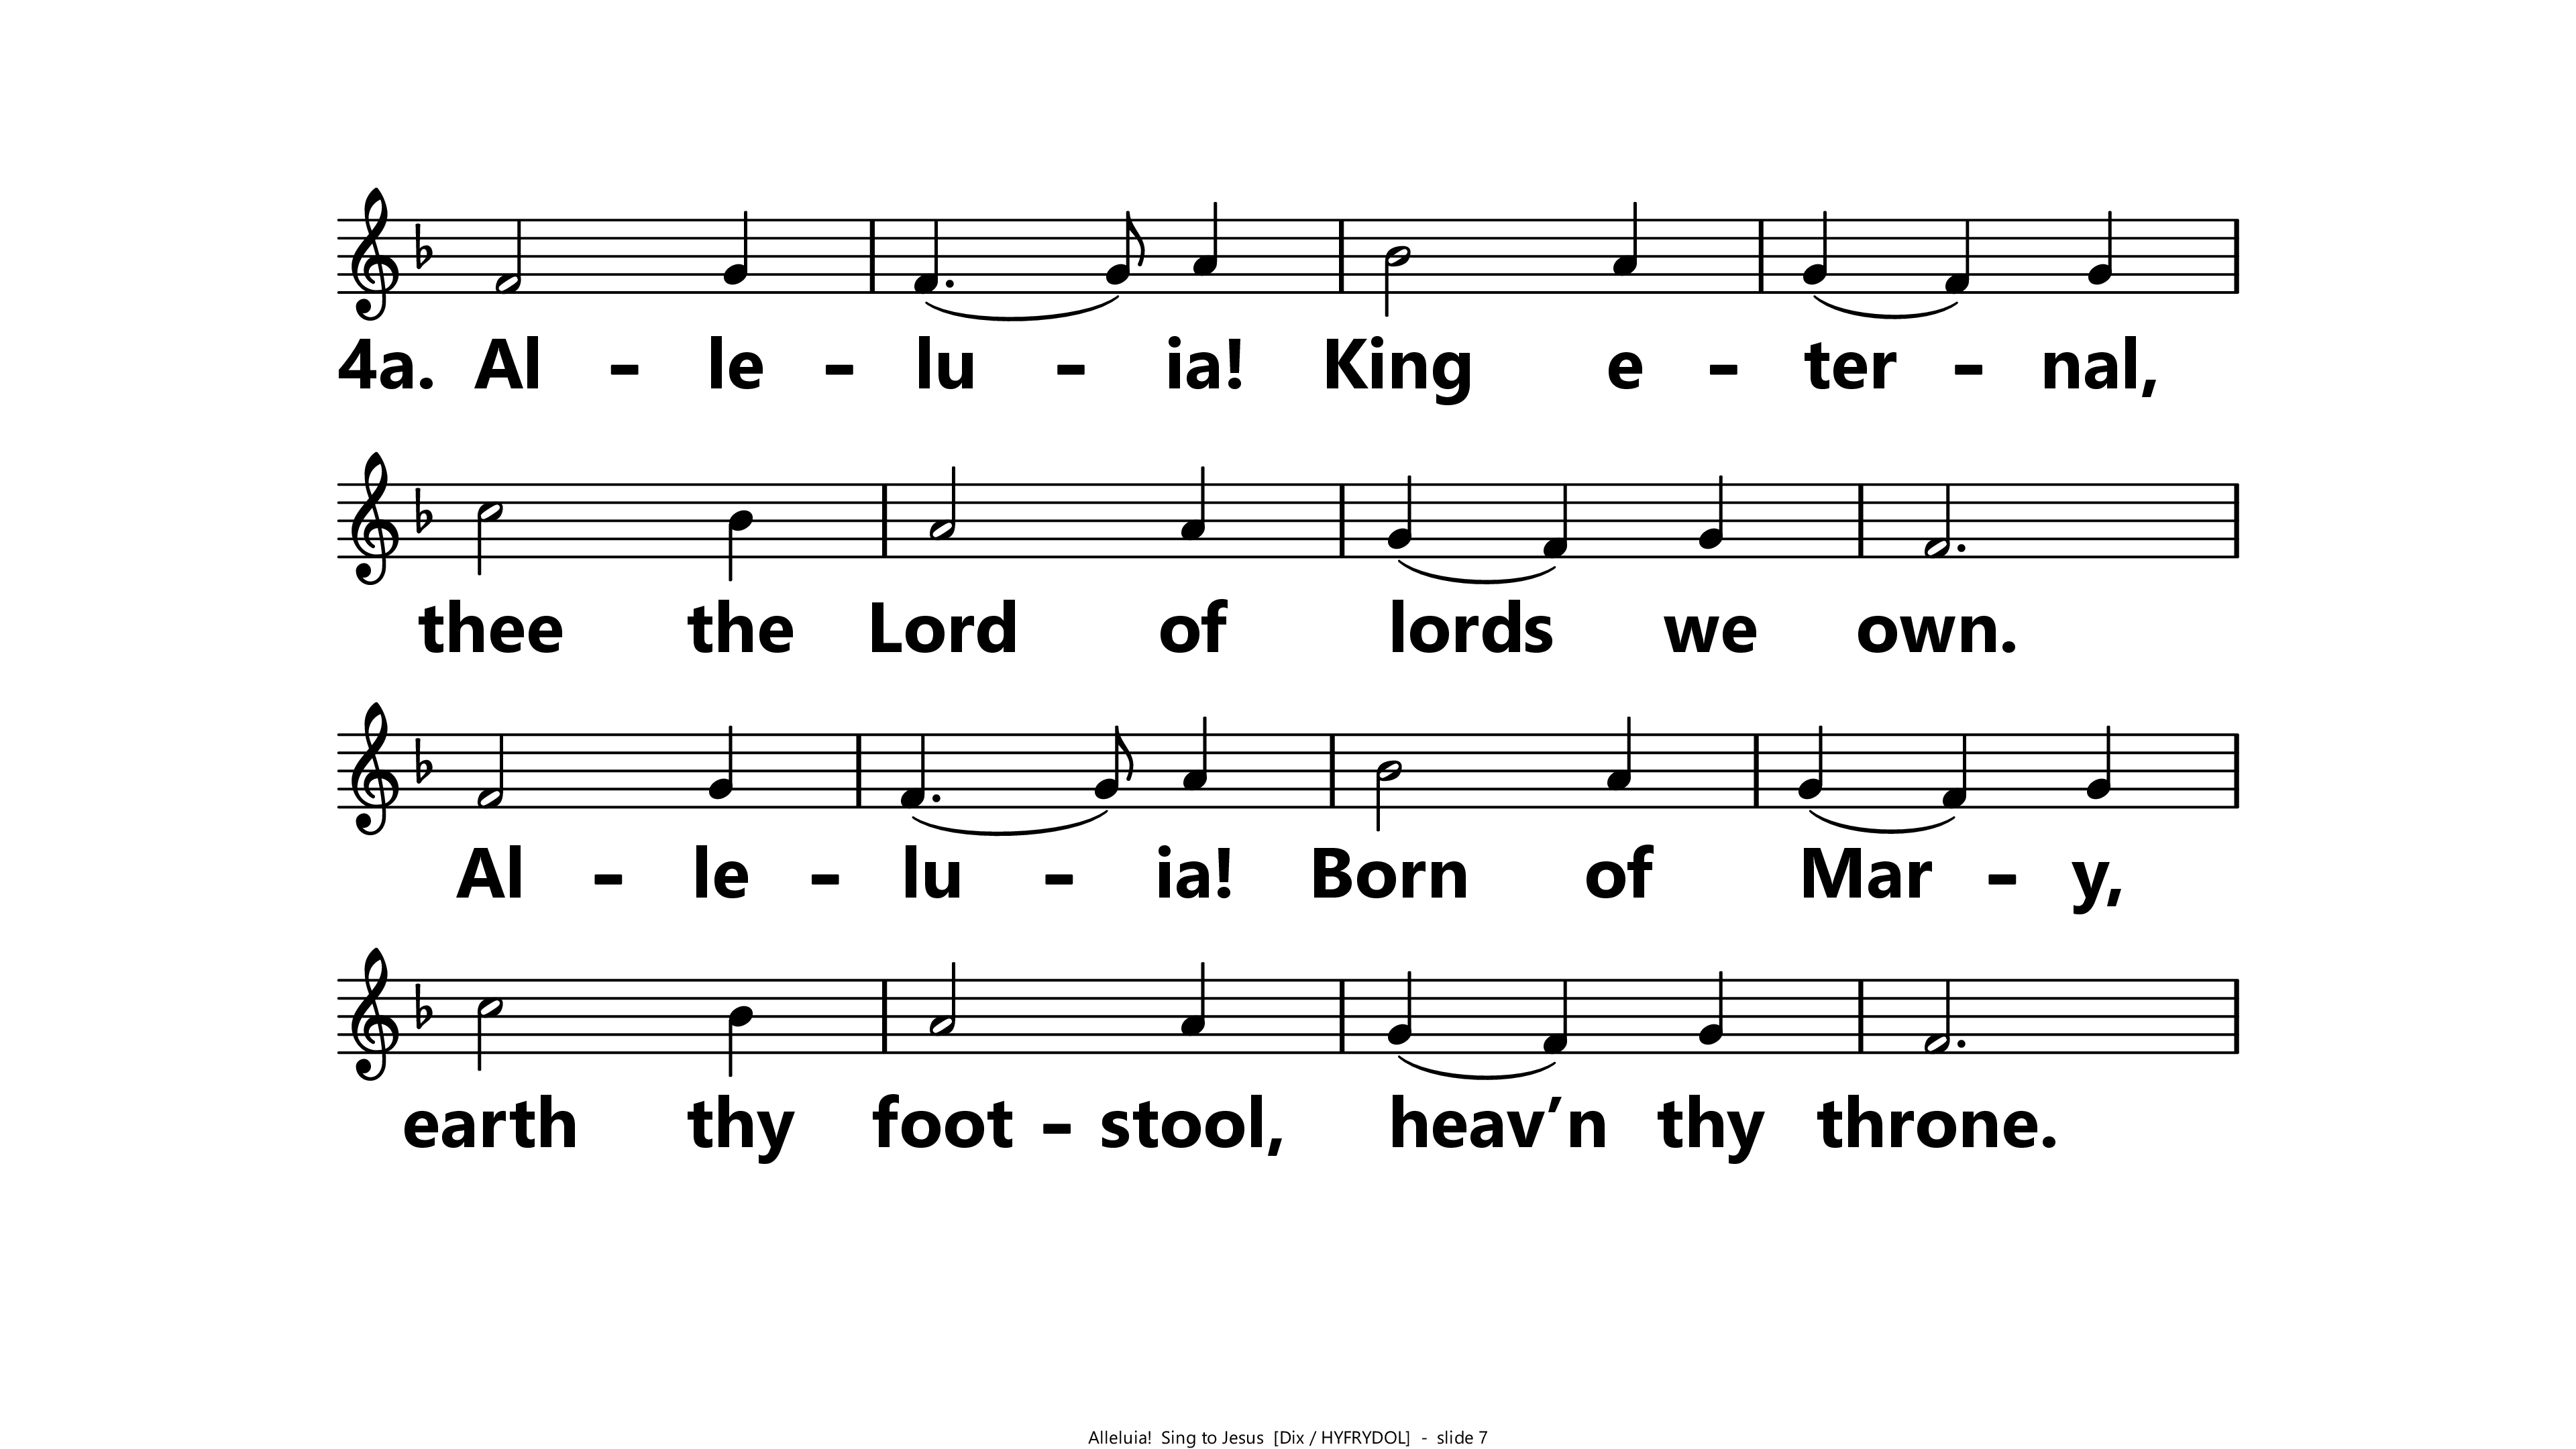 4a. Al – le – lu – ia! King e – ter – nal,
thee the Lord of lords we own.
Al – le – lu – ia! Born of Mar – y,
earth thy foot – stool, heav’n thy throne.
Alleluia! Sing to Jesus [Dix / HYFRYDOL] - slide 7